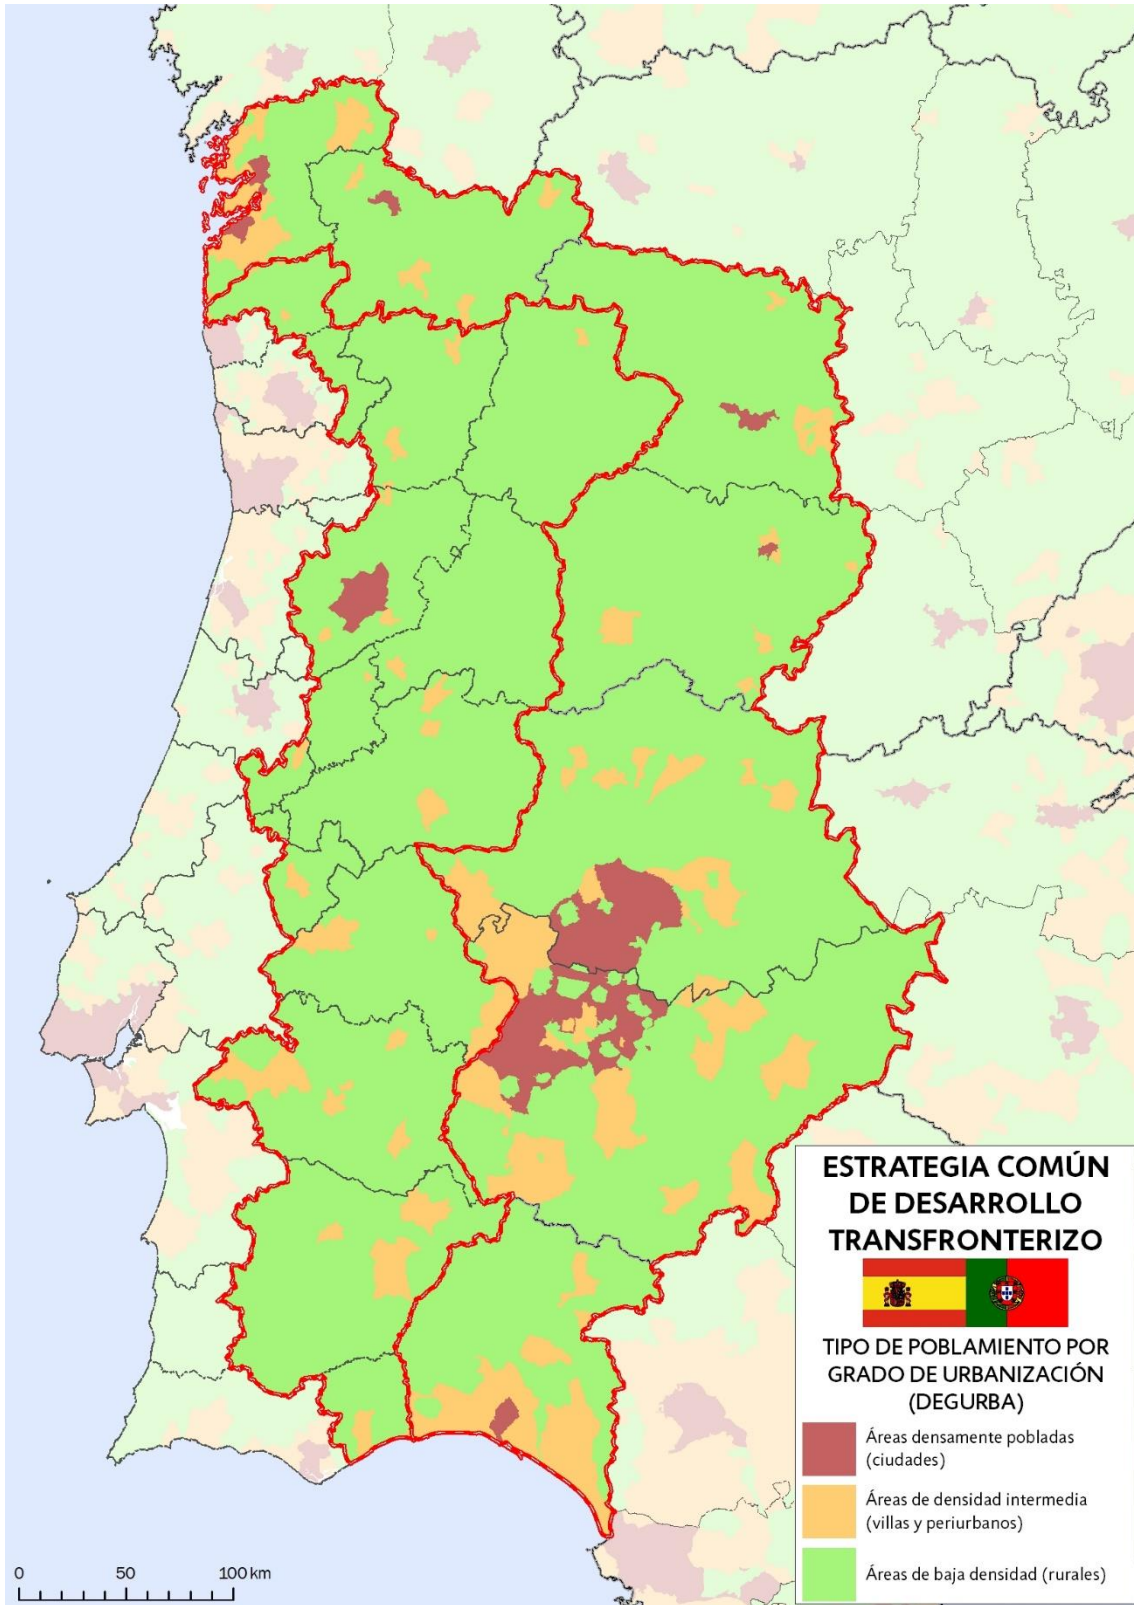 ESTRATEGIA COMÚN
DE DESARROLLO
TRANSFRONTERIZO
TIPO DE POBLAMIENTO POR
GRADO DE URBANIZACIÓN
(DEGURBA)
Áreas densamente pobladas
(ciudades)
Áreas de densidad intermedia
(villas y periurbanos)
Áreas de baja densidad (rurales)
0 50 100 km